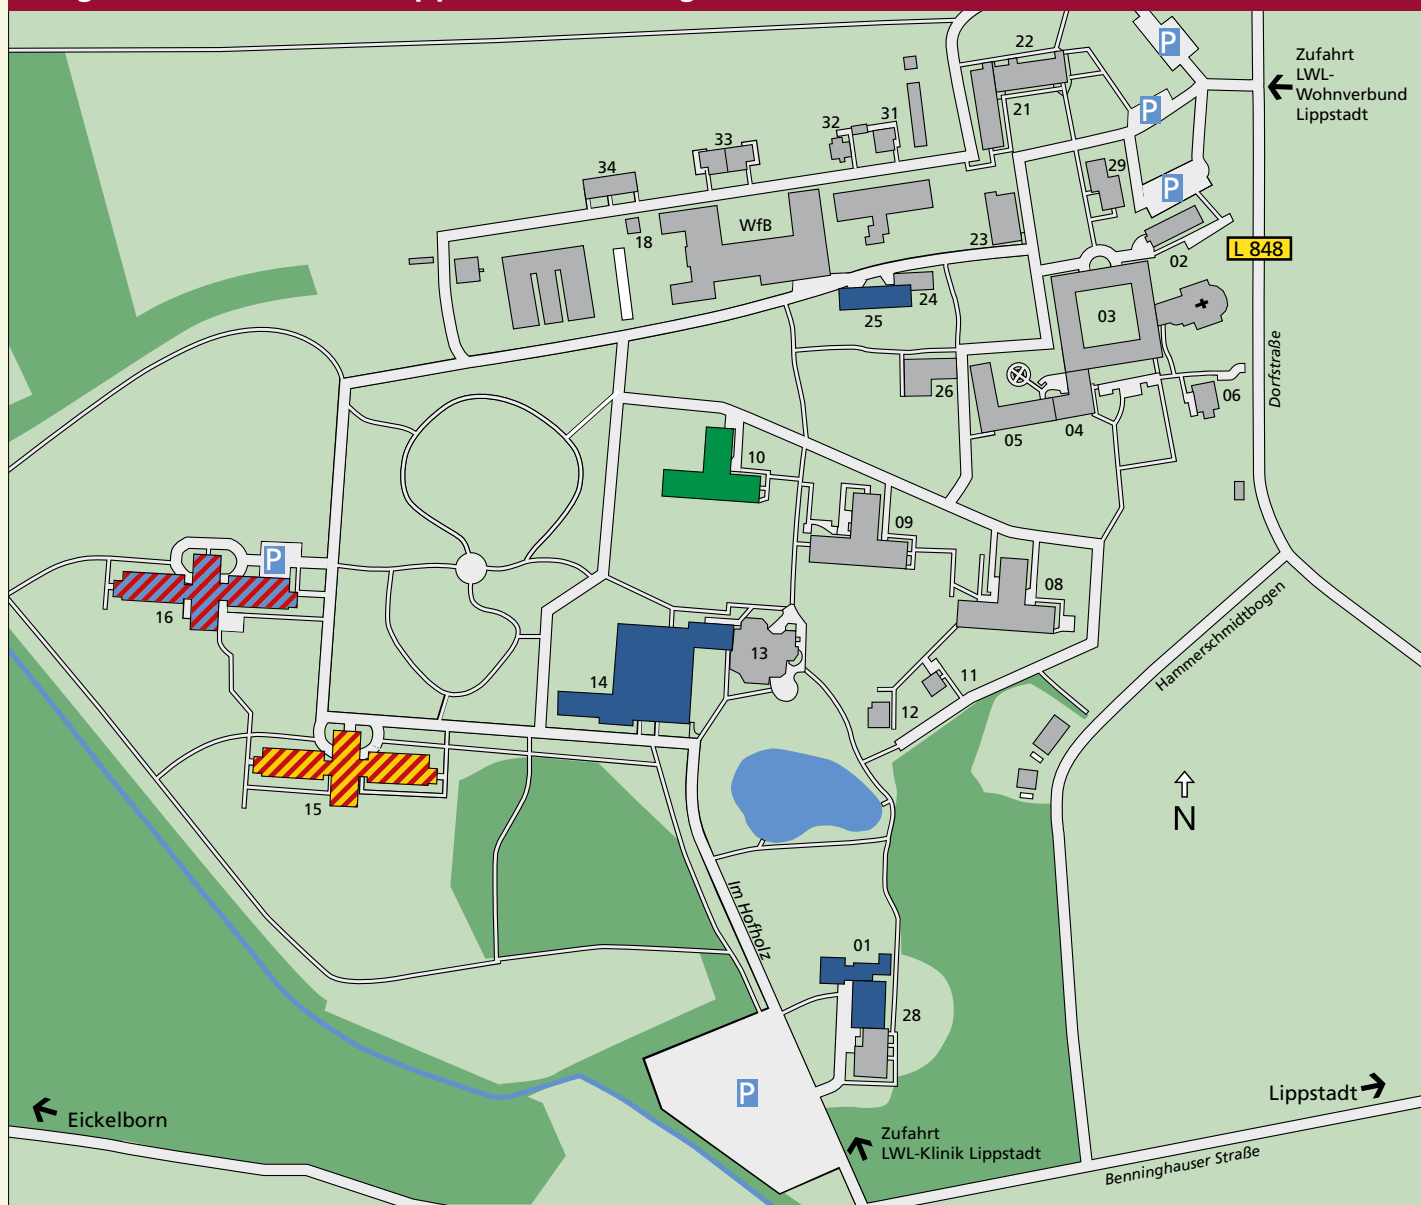 22
P
Zufahrt
LWL-
Wohnverbund
Lippstadt
P
21
31
32
33
34
29
P
WfB
18
23
02
L 848
24
25
03
26
06
05
04
Dorfstraße
10
09
P
16
08
Hammerschmidtbogen
13
14
11
12
15
N
Im Hofholz
01
28
P
Lippstadt
Eickelborn
Zufahrt
LWL-Klinik Lippstadt
Benninghauser Straße